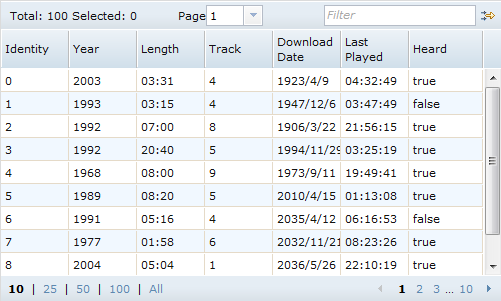 Total: 100 Selected: 0 Page 1 Filter
Identity Year Length Track Download Date Last Played Heard
0 2003 03:31 4 1923/4/9 04:32:49 true
1 1993 03:15 4 1947/12/6 03:47:49 false
2 1992 07:00 8 1906/3/22 21:56:15 true
3 1992 20:40 5 1994/11/29 03:25:19 true
4 1968 08:00 9 1973/9/11 19:49:41 true
5 1989 08:20 5 2010/4/15 01:13:08 true
6 1991 05:16 4 2035/4/12 06:16:53 false
7 1977 01:58 6 2032/11/21 08:23:26 true
8 2004 05:04 1 2036/5/26 22:10:19 true
10 | 25 | 50 | 100 | All 1 2 3 ... 10